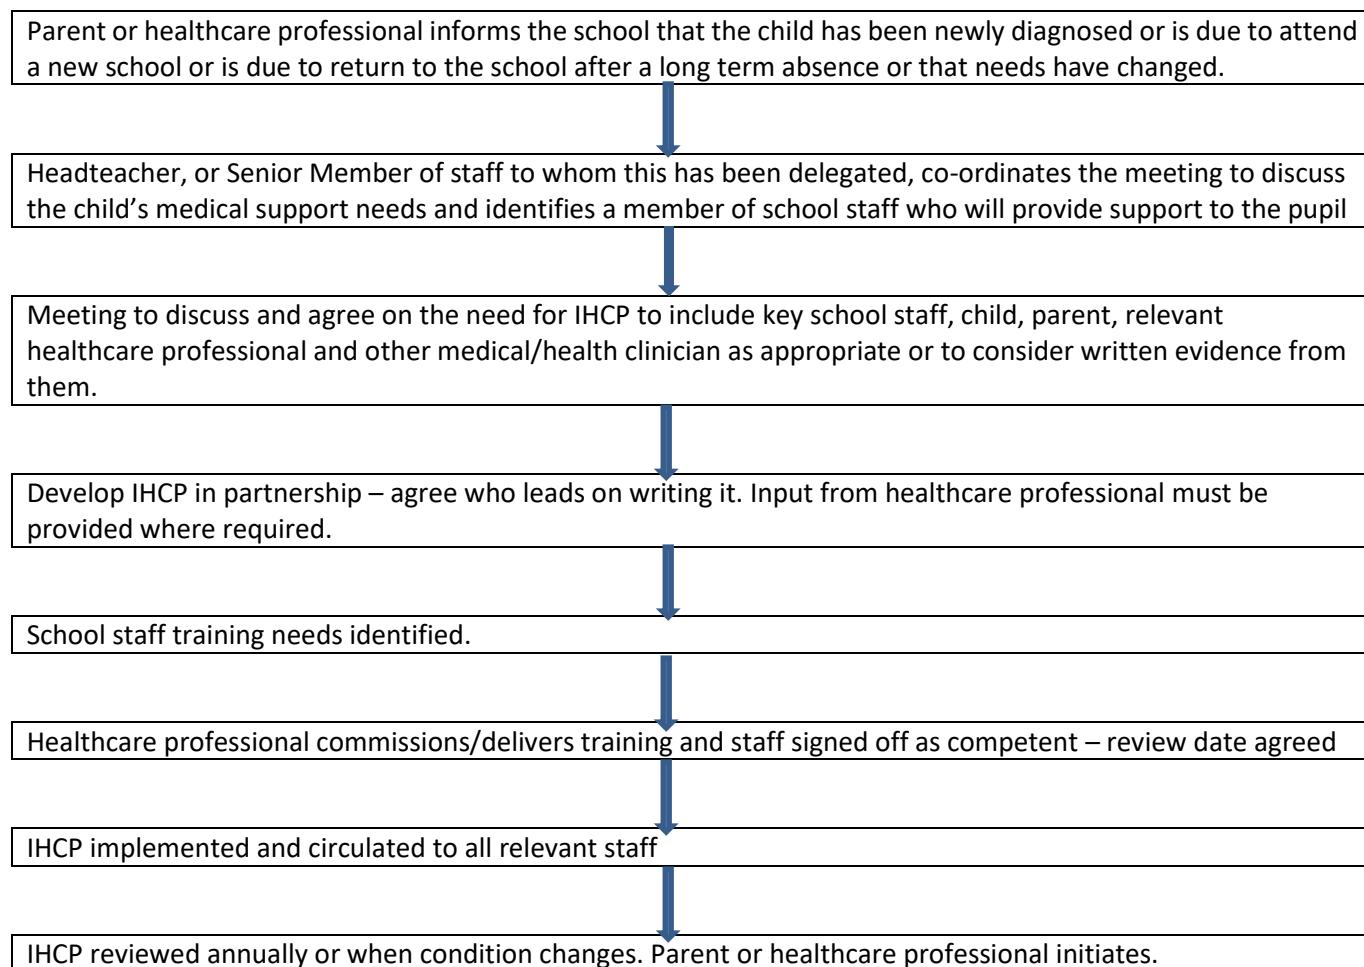 Parent or healthcare professional informs the school that the child has been newly diagnosed or is due to attend
a new school or is due to return to the school after a long term absence or that needs have changed.
Headteacher, or Senior Member of staff to whom this has been delegated, co-ordinates the meeting to discuss
the child's medical support needs and identifies a member of school staff who will provide support to the pupil
Meeting to discuss and agree on the need for IHCP to include key school staff, child, parent, relevant
healthcare professional and other medical/health clinician as appropriate or to consider written evidence from
them.
Develop IHCP in partnership – agree who leads on writing it. Input from healthcare professional must be
provided where required.
School staff training needs identified.
Healthcare professional commissions/delivers training and staff signed off as competent – review date agreed
IHCP implemented and circulated to all relevant staff
IHCP reviewed annually or when condition changes. Parent or healthcare professional initiates.